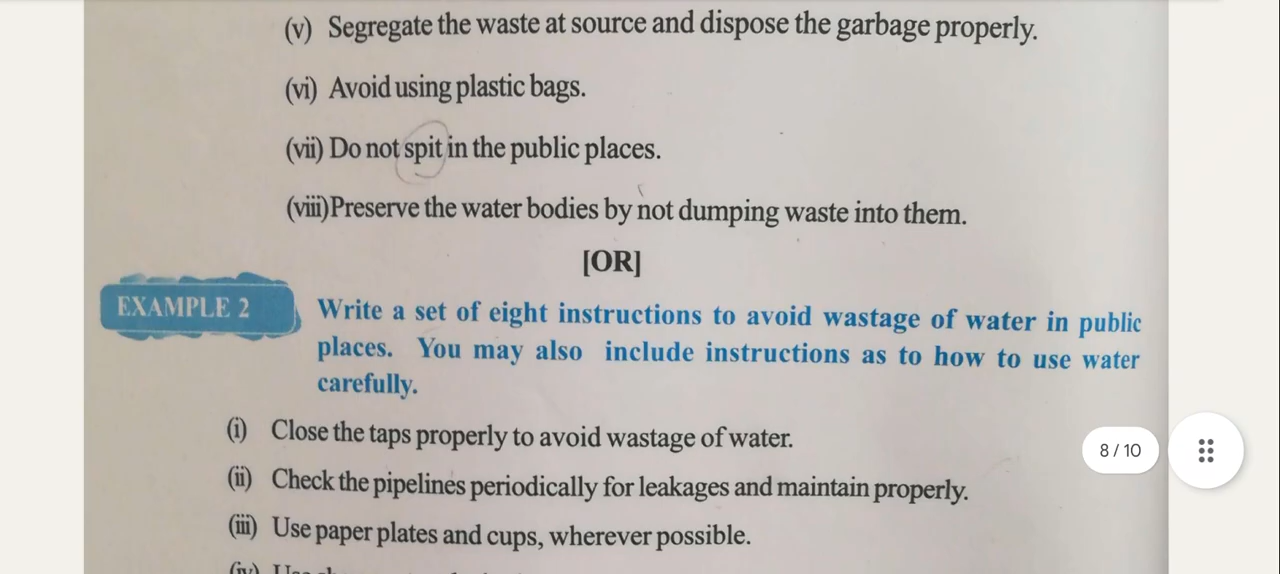 (v) Segregate the waste at source and dispose the garbage properly.
(vi) Avoid using plastic bags.
(vii) Do not spit in the public places.
(viii)Preserve the water bodies by not dumping waste into them.
[OR]
EXAMPLE 2
Write a set of eight instructions to avoid wastage of water in public
places. You may also include instructions as to how to use water
carefully.
(i) Close the taps properly to avoid wastage of water.
(ii) Check the pipelines periodically for leakages and maintain properly.
8 / 10
(iii) Use paper plates and cups, wherever possible.
(iv) Use